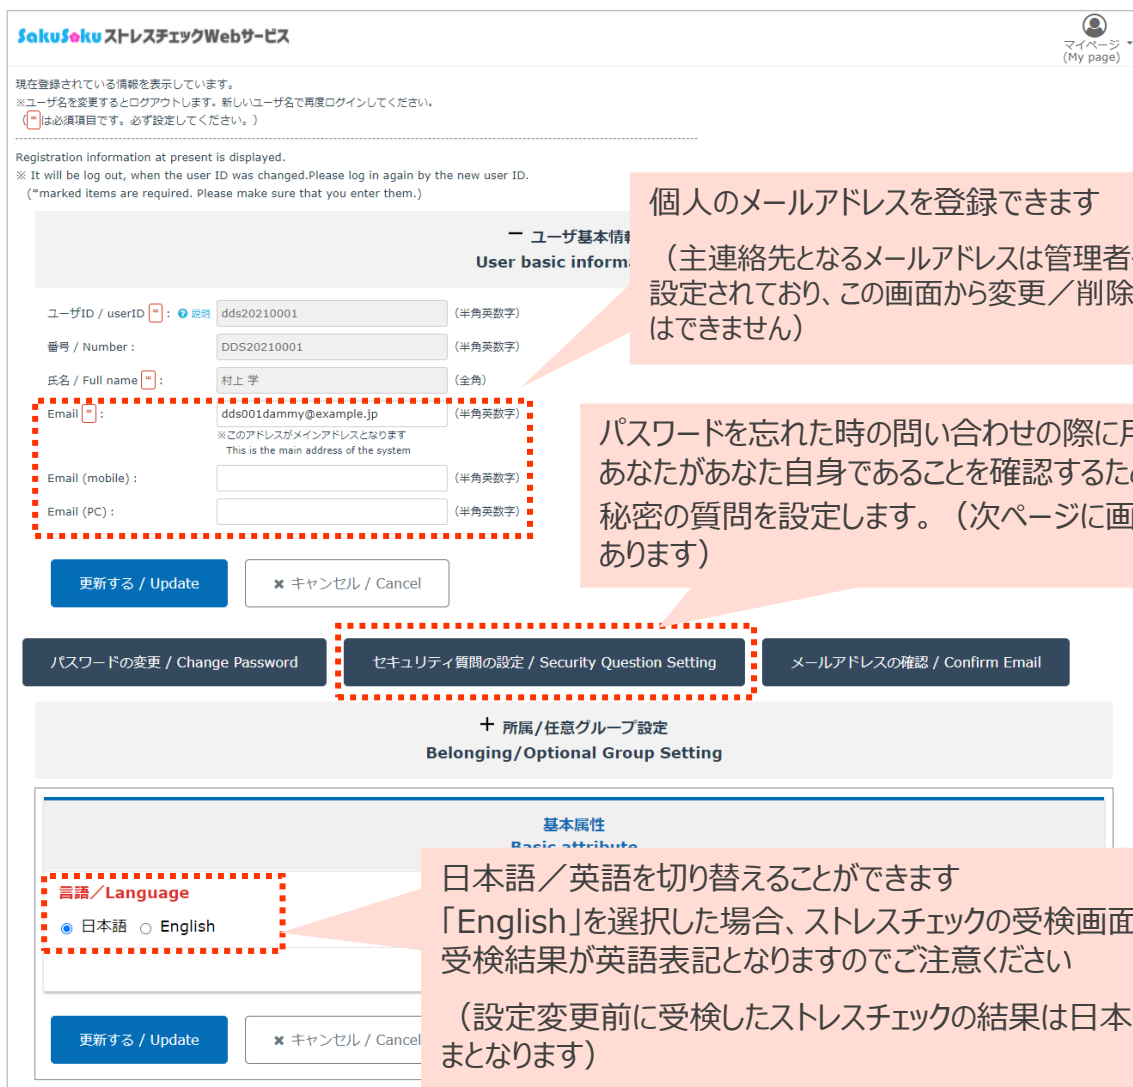 SakuSoku ストレスチェックWebサービス
マイページ
(My page)
現在登録されている情報を表示しています。
※ユーザ名を変更するとログアウトします。新しいユーザ名で再度ログインしてください。
(*は必須項目です。必ず設定してください。)
Registration information at present is displayed.
※ It will be log out, when the user ID was changed.Please log in again by the new user ID.
(*marked items are required. Please make sure that you enter them.)
個人のメールアドレスを登録できます
（主連絡先となるメールアドレスは管理者
設定されており、この画面から変更／削除
はできません）
ー ユーザ基本情
User basic inform
ユーザID / userID * : ? 説明 dds20210001 (半角英数字)
番号 / Number : DDS20210001 (半角英数字)
氏名 / Full name * : 村上 学 (全角)
Email * : dds001dammy@example.jp (半角英数字)
※このアドレスがメインアドレスとなります
This is the main address of the system
Email (mobile) : (半角英数字)
Email (PC) : (半角英数字)
パスワードを忘れた時の問い合わせの際に
あなたがあなた自身であることを確認するた
秘密の質問を設定します。（次ページに画
あります）
更新する / Update ✖ キャンセル / Cancel
パスワードの変更 / Change Password セキュリティ質問の設定 / Security Question Setting メールアドレスの確認 / Confirm Email
+ 所属/任意グループ設定
Belonging/Optional Group Setting
基本属性
Basic attribute
言語／Language
日本語 English
日本語／英語を切り替えることができます
「English」を選択した場合、ストレスチェックの受検画面
受検結果が英語表記となりますのでご注意ください
（設定変更前に受検したストレスチェックの結果は日本
まとなります）
更新する / Update ✖ キャンセル / Cancel